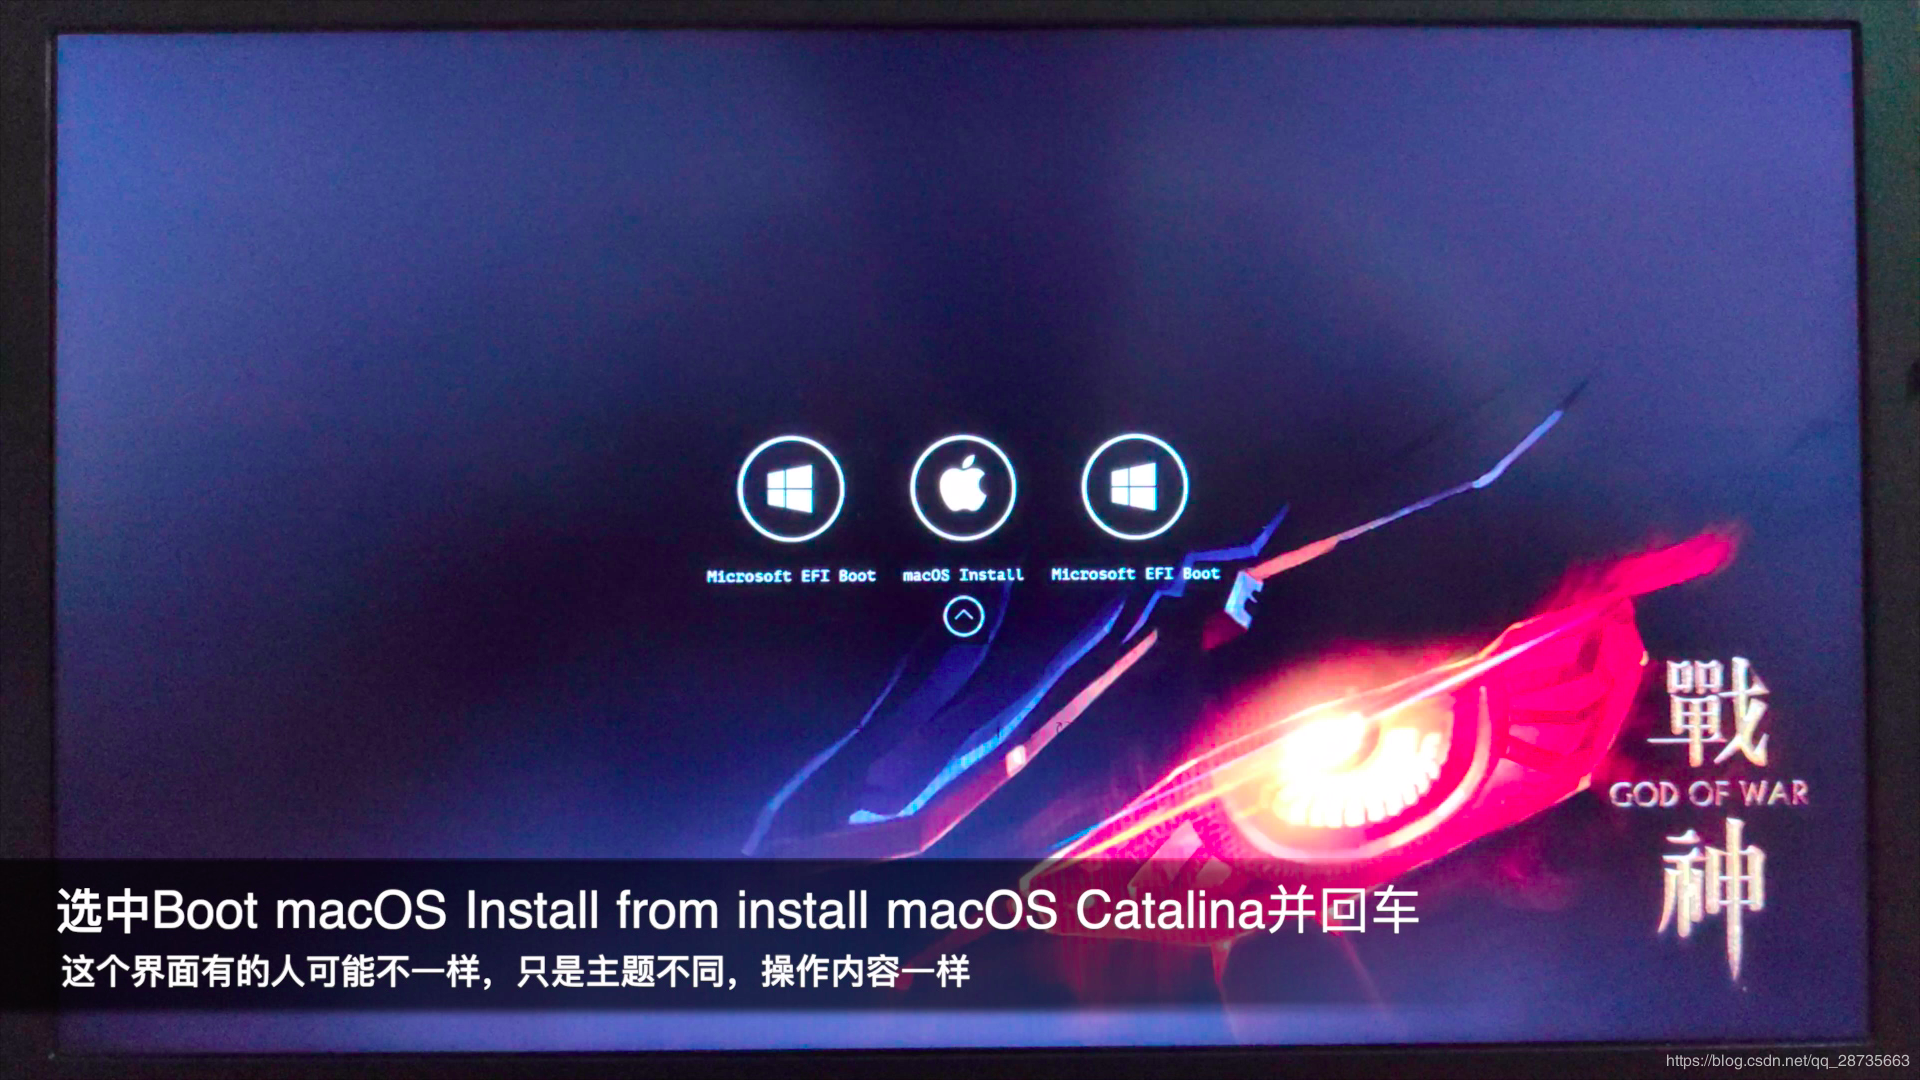 Microsoft EFI Boot
macOS Install
Microsoft EFI Boot
戰
GOD OF WAR
神
选中Boot macOS Install from install macOS Catalina并回车
这个界面有的人可能不一样，只是主题不同，操作内容一样
https://blog.csdn.net/qq_28735663